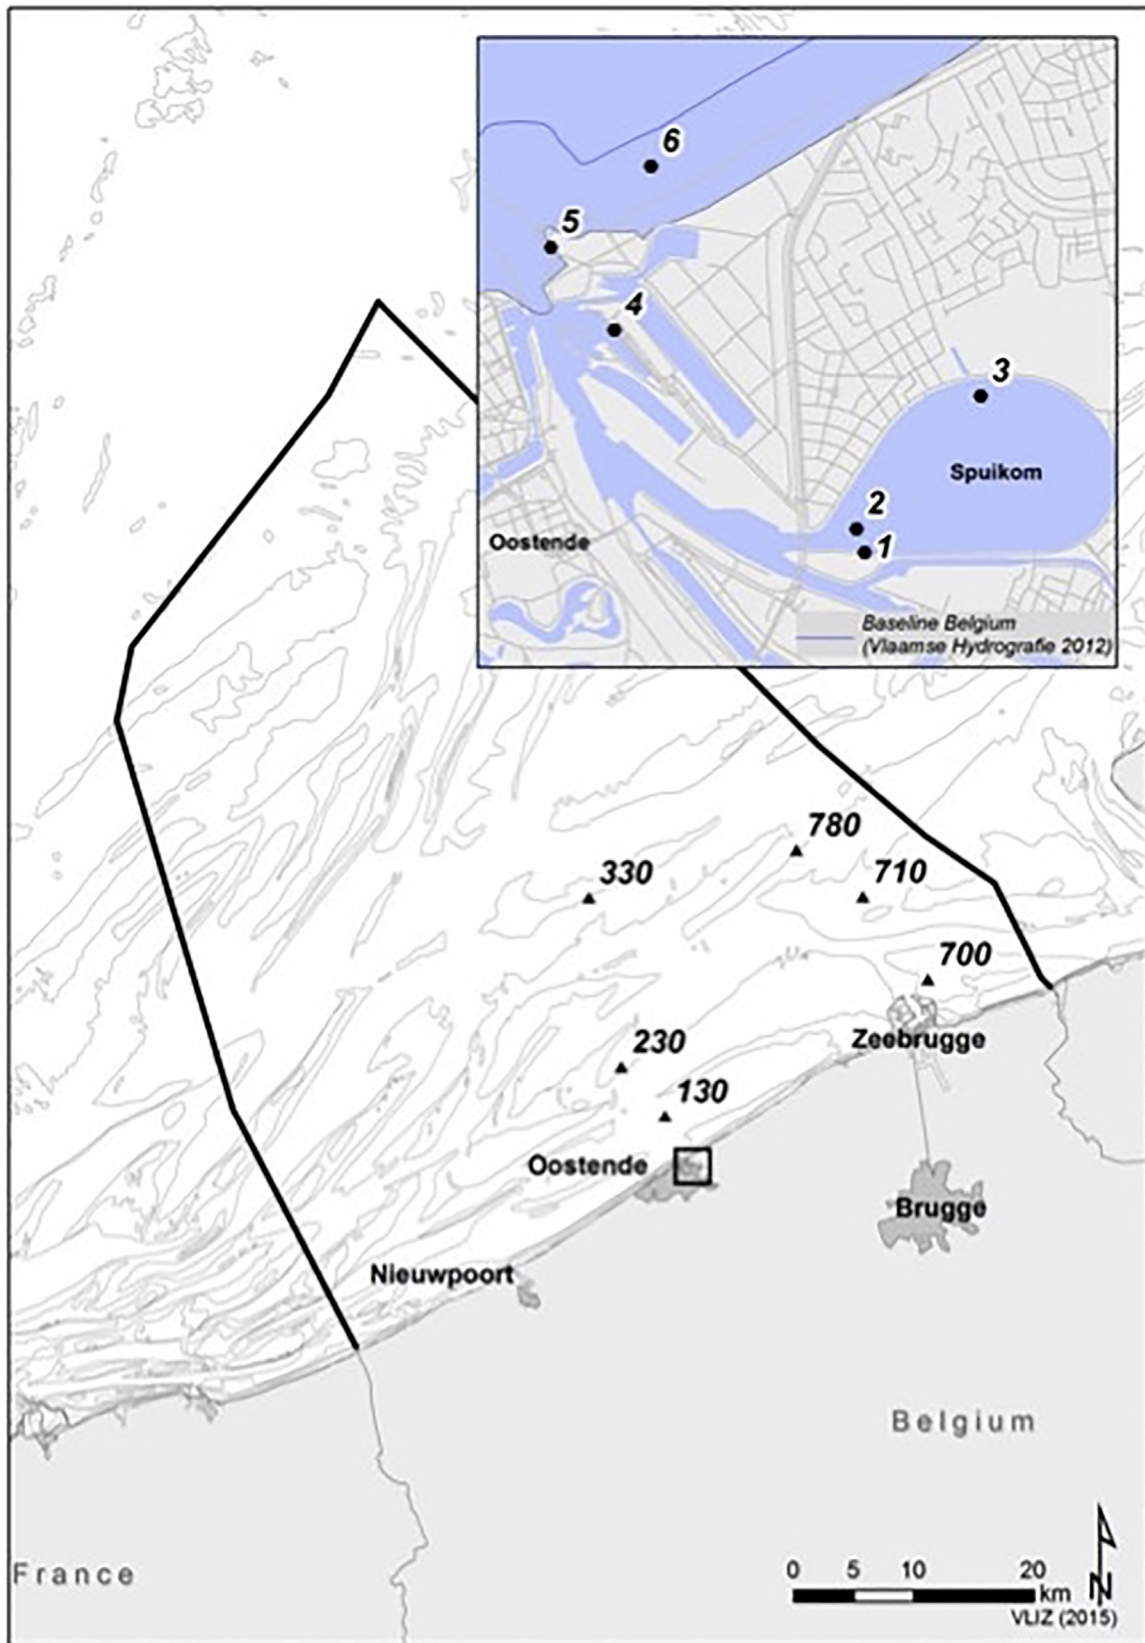 6
5
4
3
Spuikom
2
1
Oostende
Baseline Belgium
(Vlaamse Hydrografie 2012)
780
330
710
700
Zeebrugge
230
130
Oostende
Brugge
Nieuwpoort
Belgium
France
0 5 10 20
km
N
VLIZ (2015)